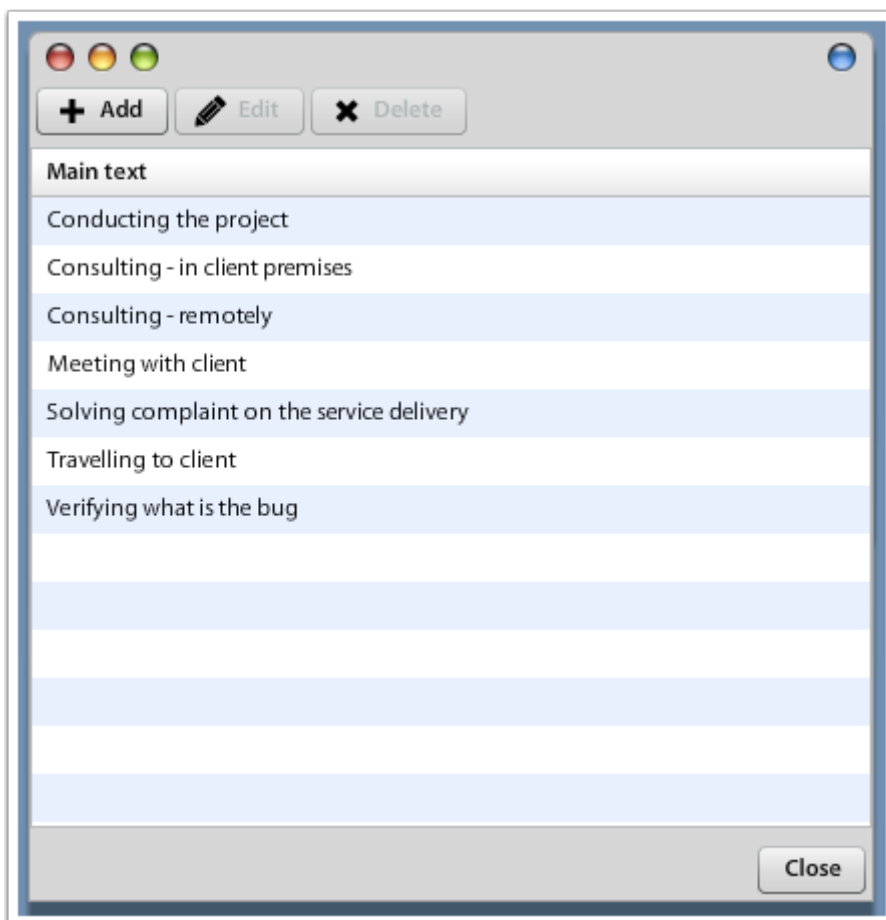 Add Edit Delete
Main text
Conducting the project
Consulting - in client premises
Consulting - remotely
Meeting with client
Solving complaint on the service delivery
Travelling to client
Verifying what is the bug
Close